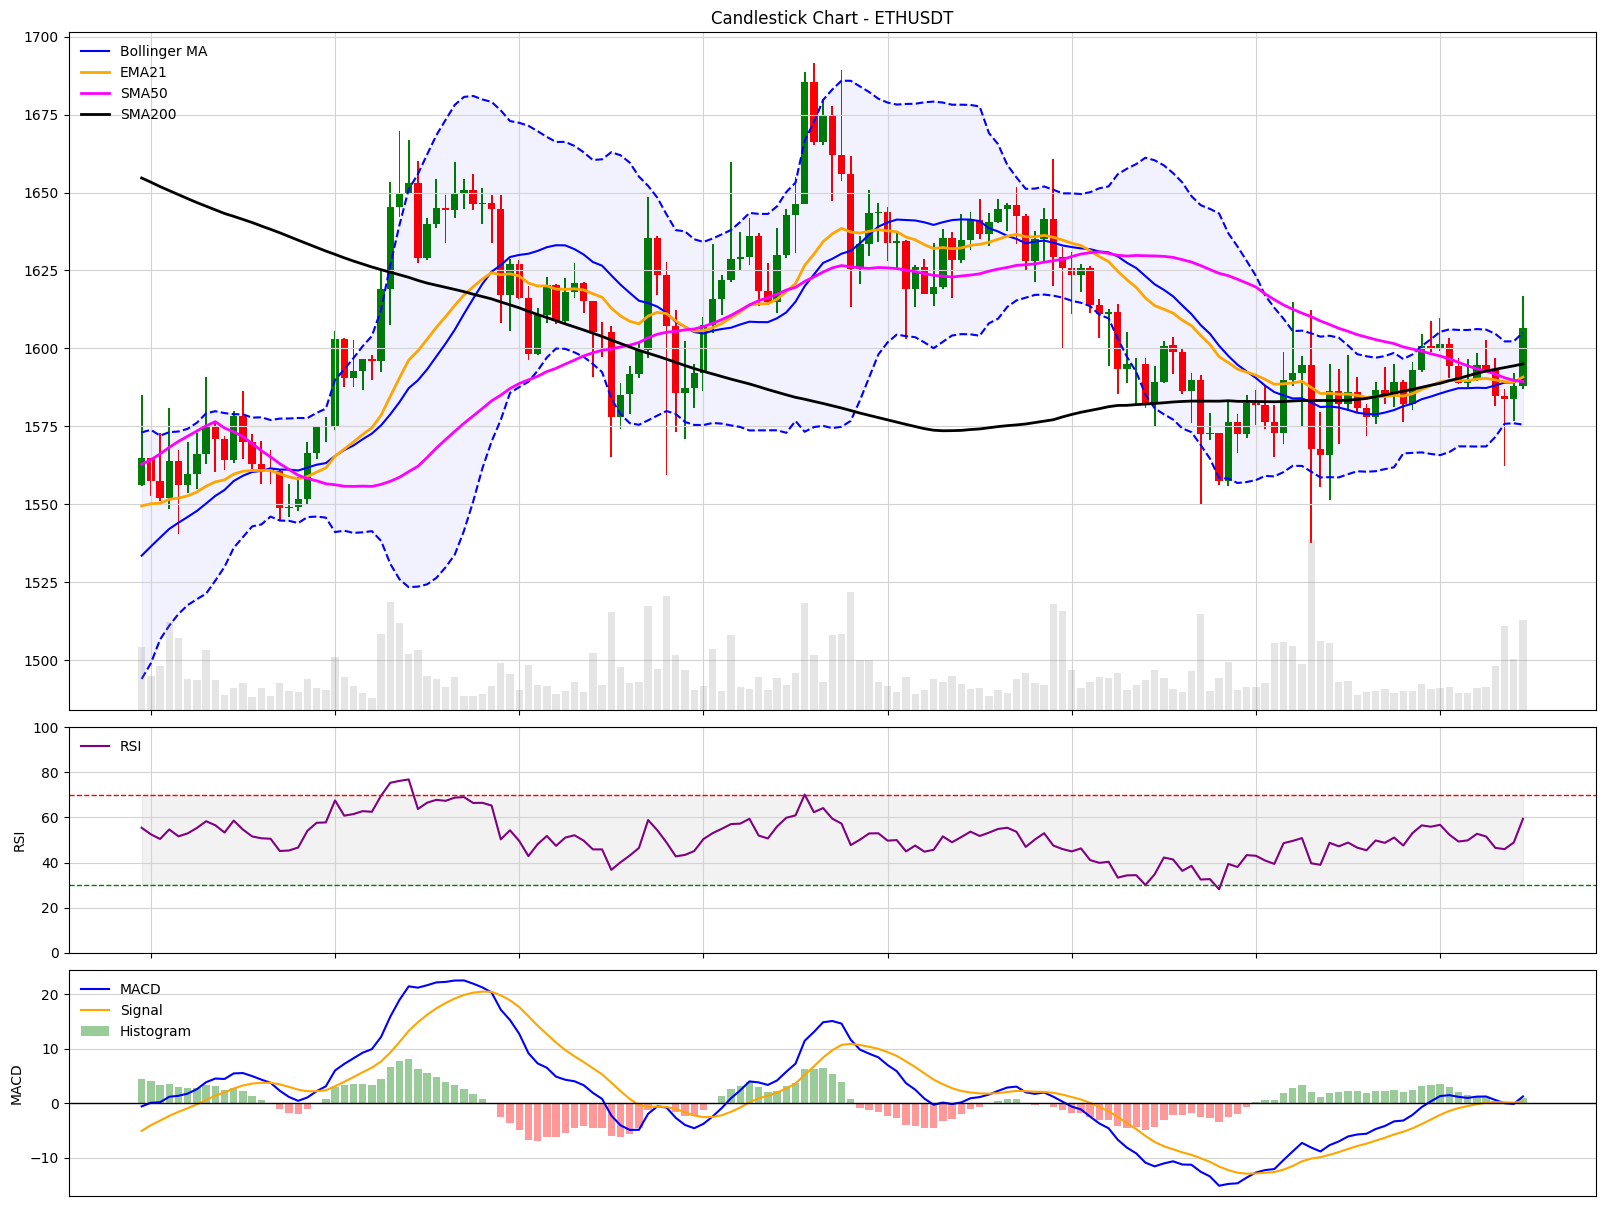 Candlestick Chart - ETHUSDT
1700
1675
1650
1625
1600
1575
1550
1525
1500
Bollinger MA
EMA21
SMA50
SMA200
100
80
60
40
20
0
RSI
RSI
20
10
0
−10
MACD
MACD
Signal
Histogram